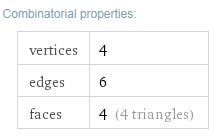 Combinatorial properties:
vertices 4
edges 6
faces 4 (4 triangles)